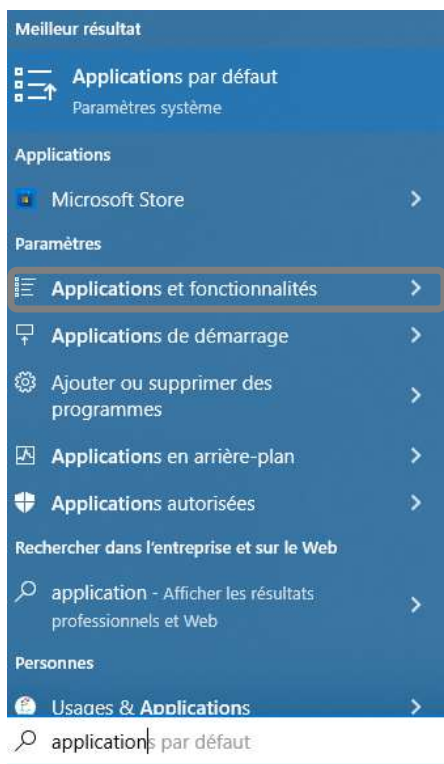 Meilleur résultat
Applications par défaut
Paramètres système
Applications
Microsoft Store
Paramètres
Applications et fonctionnalités
Applications de démarrage
Ajouter ou supprimer des
programmes
Applications en arrière-plan
Applications autorisées
Rechercher dans l'entreprise et sur le Web
application - Afficher les résultats
professionnels et Web
Personnes
Usages & Applications
applications par défaut